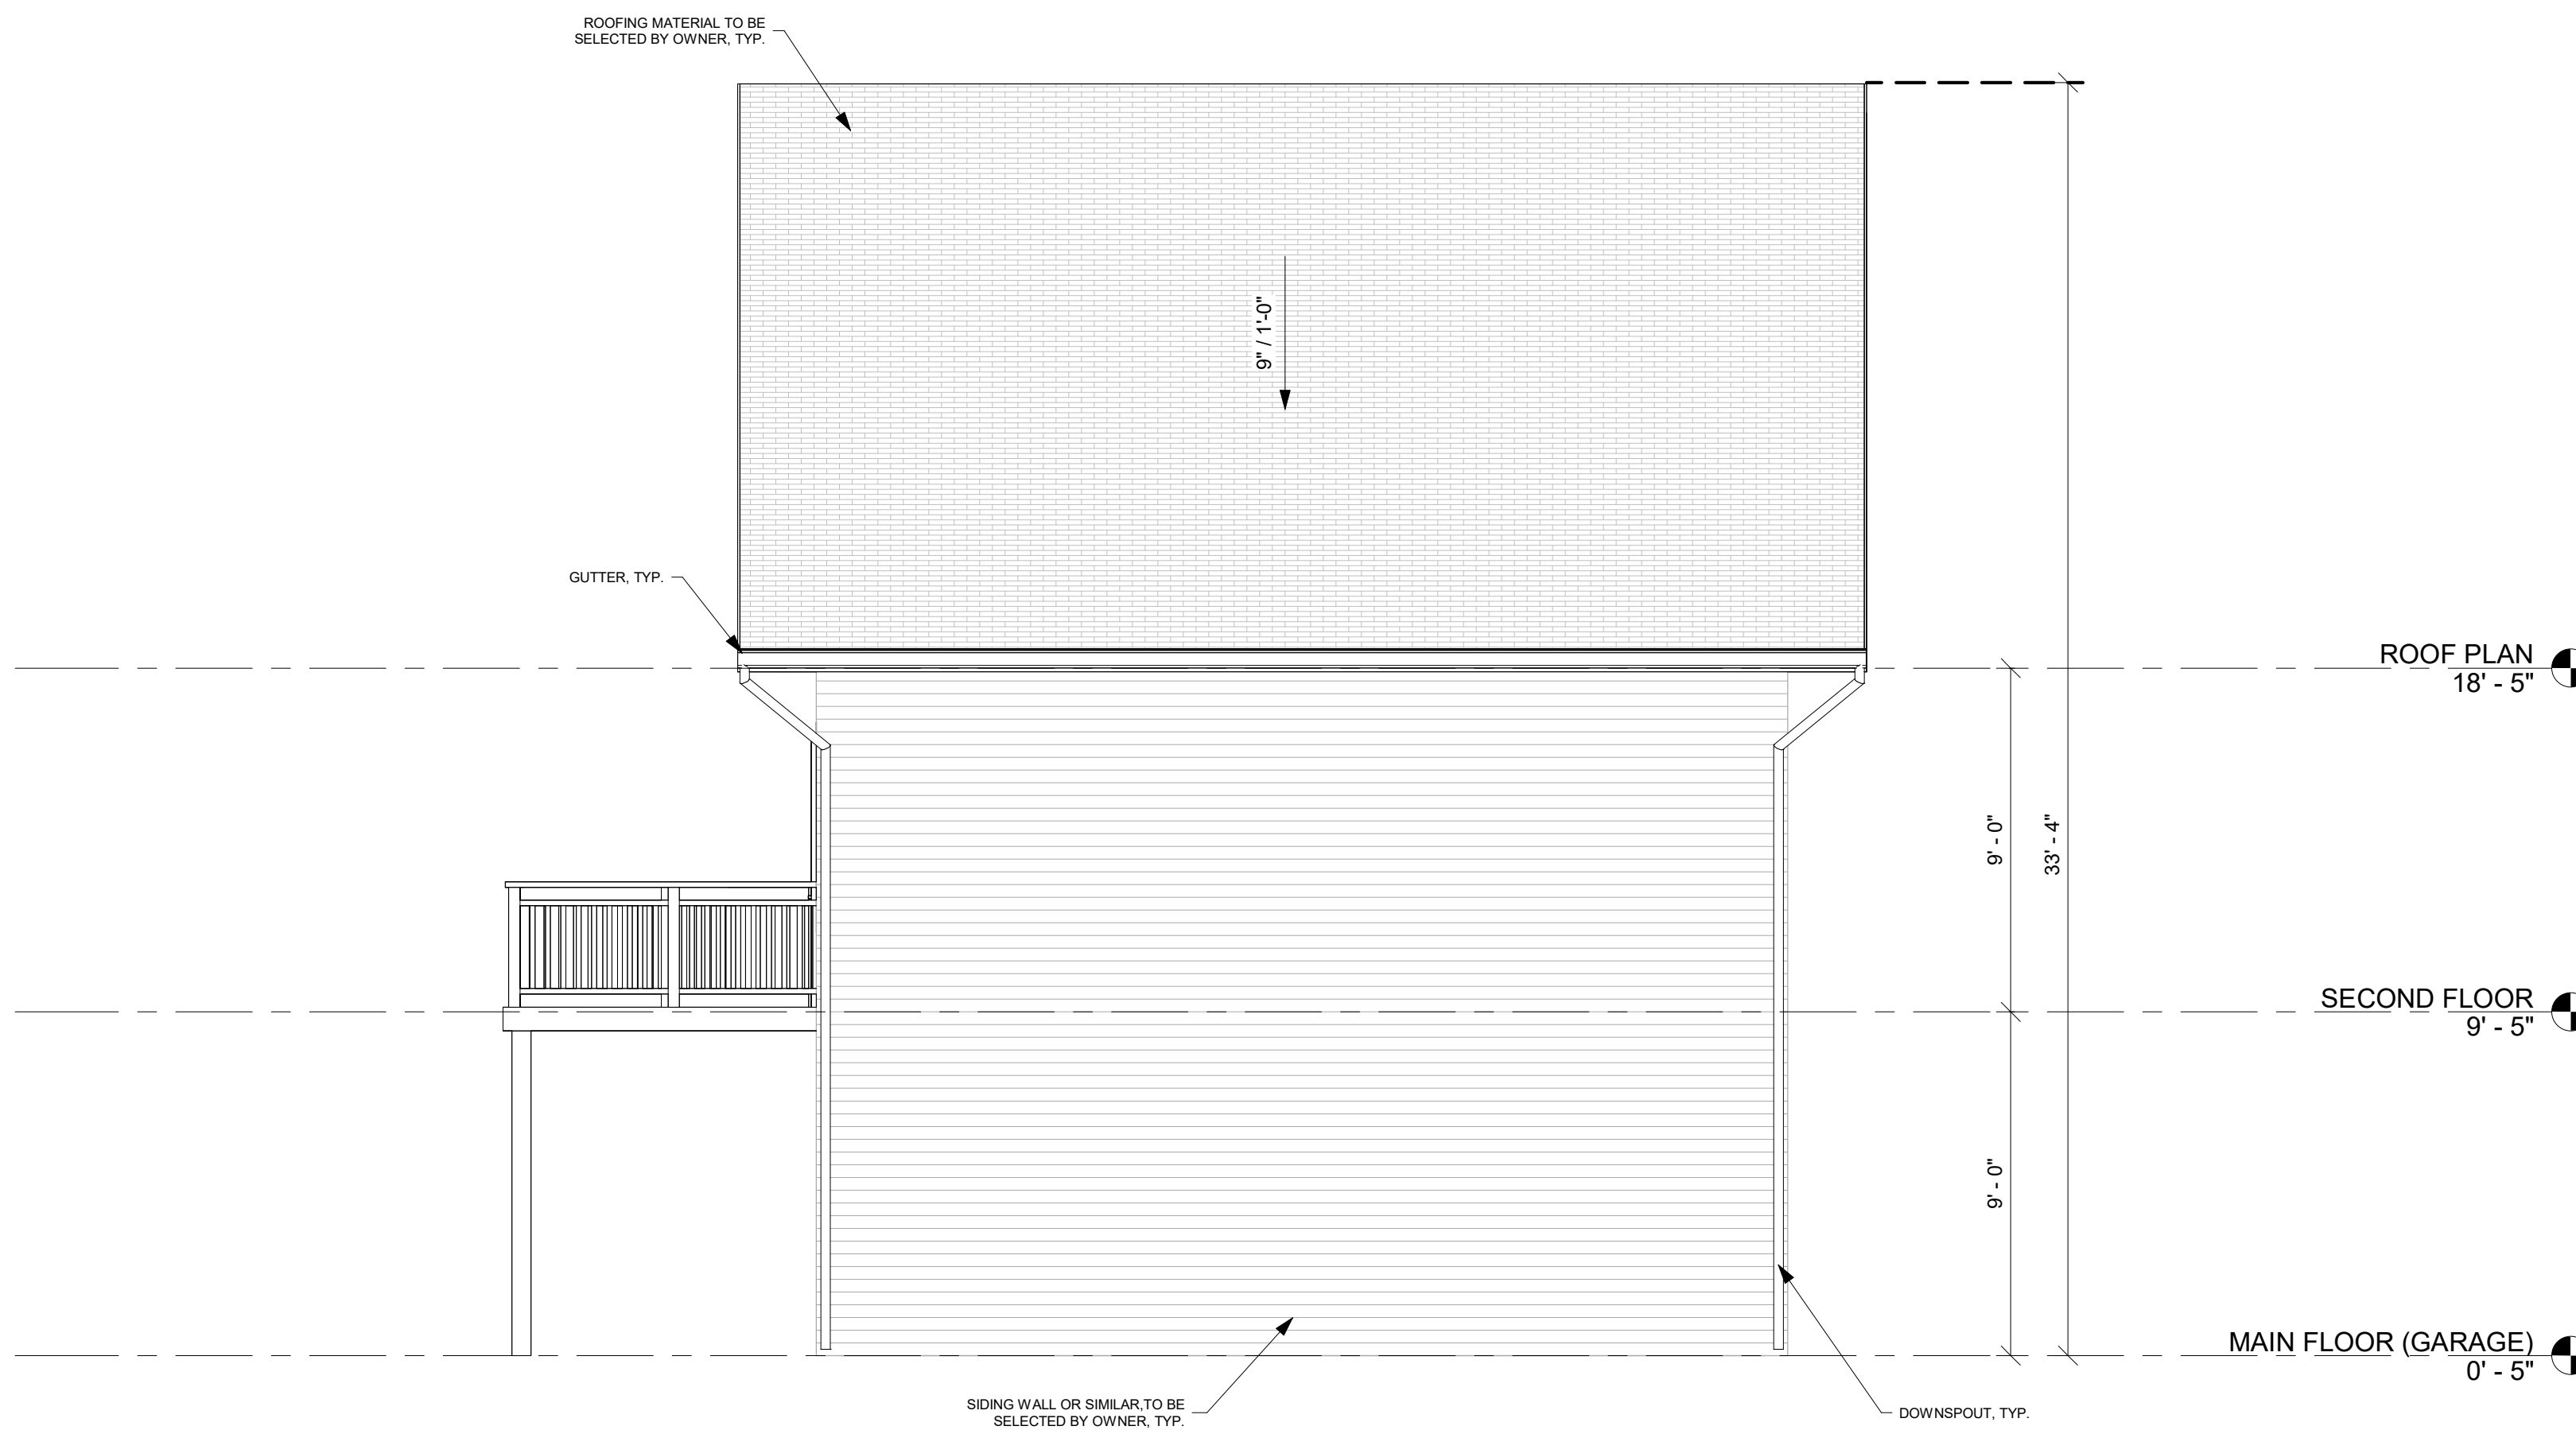 ROOFING MATERIAL TO BE
SELECTED BY OWNER, TYP.
9" / 1'-0"
GUTTER, TYP.
ROOF PLAN
18' - 5"
9' - 0"
33' - 4"
SECOND FLOOR
9' - 5"
9' - 0"
MAIN FLOOR (GARAGE)
0' - 5"
SIDING WALL OR SIMILAR,TO BE
SELECTED BY OWNER, TYP.
DOWNSPOUT, TYP.